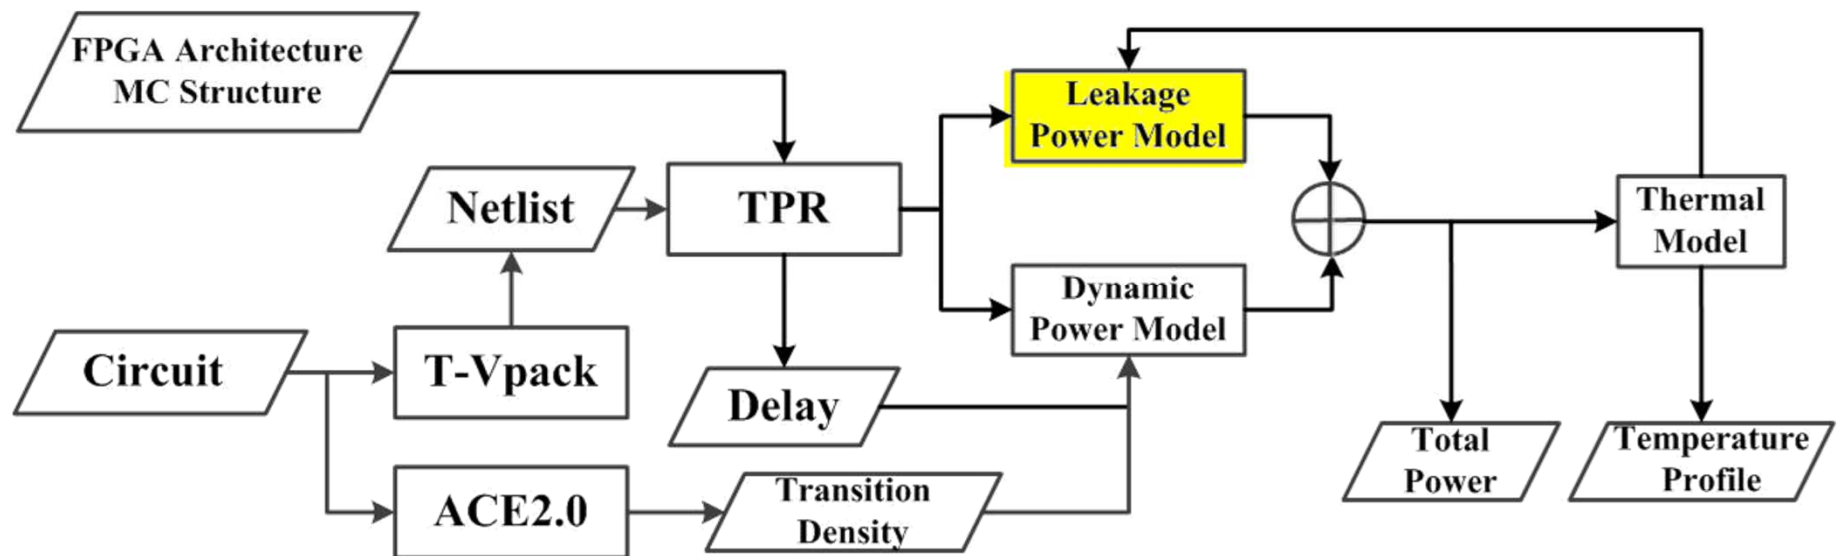 FPGA Architecture
MC Structure
Leakage
Power Model
Netlist
TPR
Thermal
Model
Dynamic
Power Model
Circuit
T-Vpack
Delay
Total
Power
Temperature
Profile
ACE2.0
Transition
Density